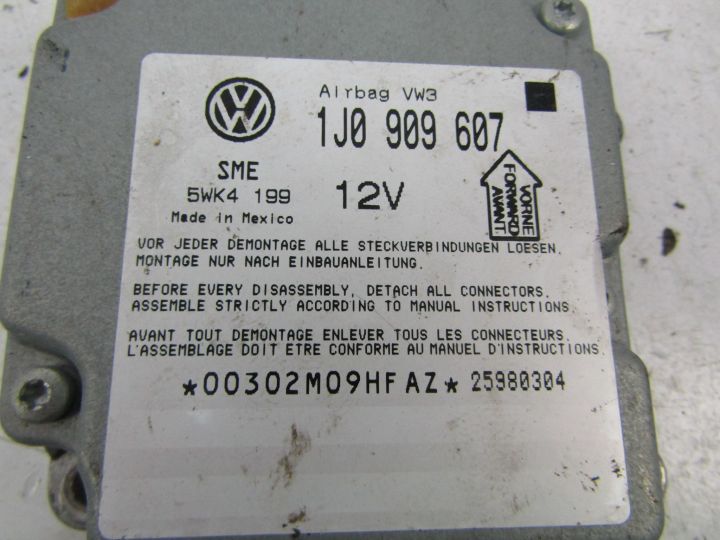 Airbag VW3
1J0 909 607
SME
5WK4 199
12V
Made in Mexico
VORNE
FORWARD
AVANT
VOR JEDER DEMONTAGE ALLE STECKVERBINDUNGEN LOESEN.
MONTAGE NUR NACH EINBAUANLEITUNG.
BEFORE EVERY DISASSEMBLY, DETACH ALL CONNECTORS.
ASSEMBLE STRICTLY ACCORDING TO MANUAL INSTRUCTIONS.
AVANT TOUT DEMONTAGE ENLEVER TOUS LES CONNECTEURS.
L'ASSEMBLAGE DOIT ETRE CONFORME AU MANUEL D'INSTRUCTIONS.
*00302M09HFAZ* 25980304